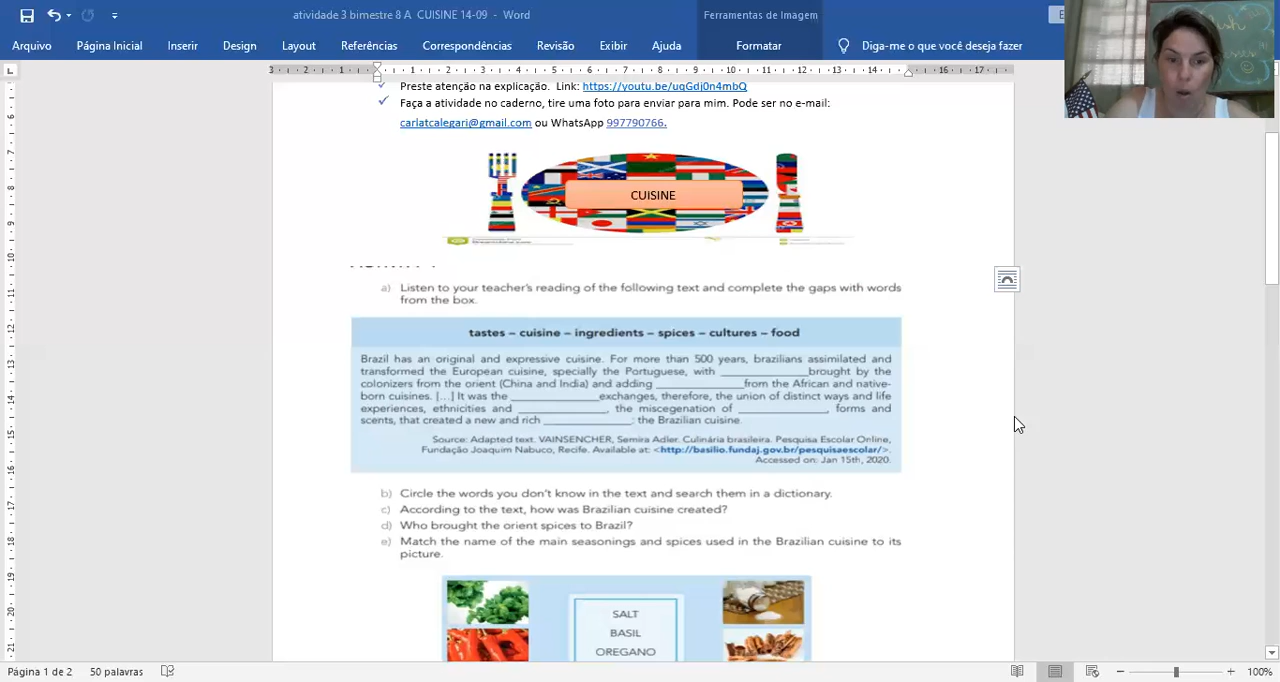 atividade 3 bimestre 8 A CUISINE 14-09 - Word
Ferramentas de Imagem
Arquivo Página Inicial Inserir Design Layout Referências Correspondências Revisão Exibir Ajuda Formatar Diga-me o que você deseja fazer
Preste atenção na explicação. Link: https://youtu.be/uqGdj0n4mbQ
Faça a atividade no caderno, tire uma foto para enviar para mim. Pode ser no e-mail:
carlatcalegari@gmail.com ou WhatsApp 997790766.
CUISINE
a) Listen to your teacher's reading of the following text and complete the gaps with words
from the box.
tastes – cuisine – ingredients – spices – cultures – food
Brazil has an original and expressive cuisine. For more than 500 years, brazilians assimilated and
transformed the European cuisine, specially the Portuguese, with _______________brought by the
colonizers from the orient (China and India) and adding _______________from the African and native-
born cuisines. [...] It was the _______________exchanges, therefore, the union of distinct ways and life
experiences, ethnicities and _______________, the miscegenation of _______________, forms and
scents, that created a new and rich _______________: the Brazilian cuisine.
Source: Adapted text. VAINSENCHER, Semira Adler. Culinária brasileira. Pesquisa Escolar Online,
Fundação Joaquim Nabuco, Recife. Available at: <http://basilio.fundaj.gov.br/pesquisaescolar/>.
Accessed on: Jan 15th, 2020.
b) Circle the words you don't know in the text and search them in a dictionary.
c) According to the text, how was Brazilian cuisine created?
d) Who brought the orient spices to Brazil?
e) Match the name of the main seasonings and spices used in the Brazilian cuisine to its
picture.
SALT
BASIL
OREGANO
Página 1 de 2 50 palavras 100%